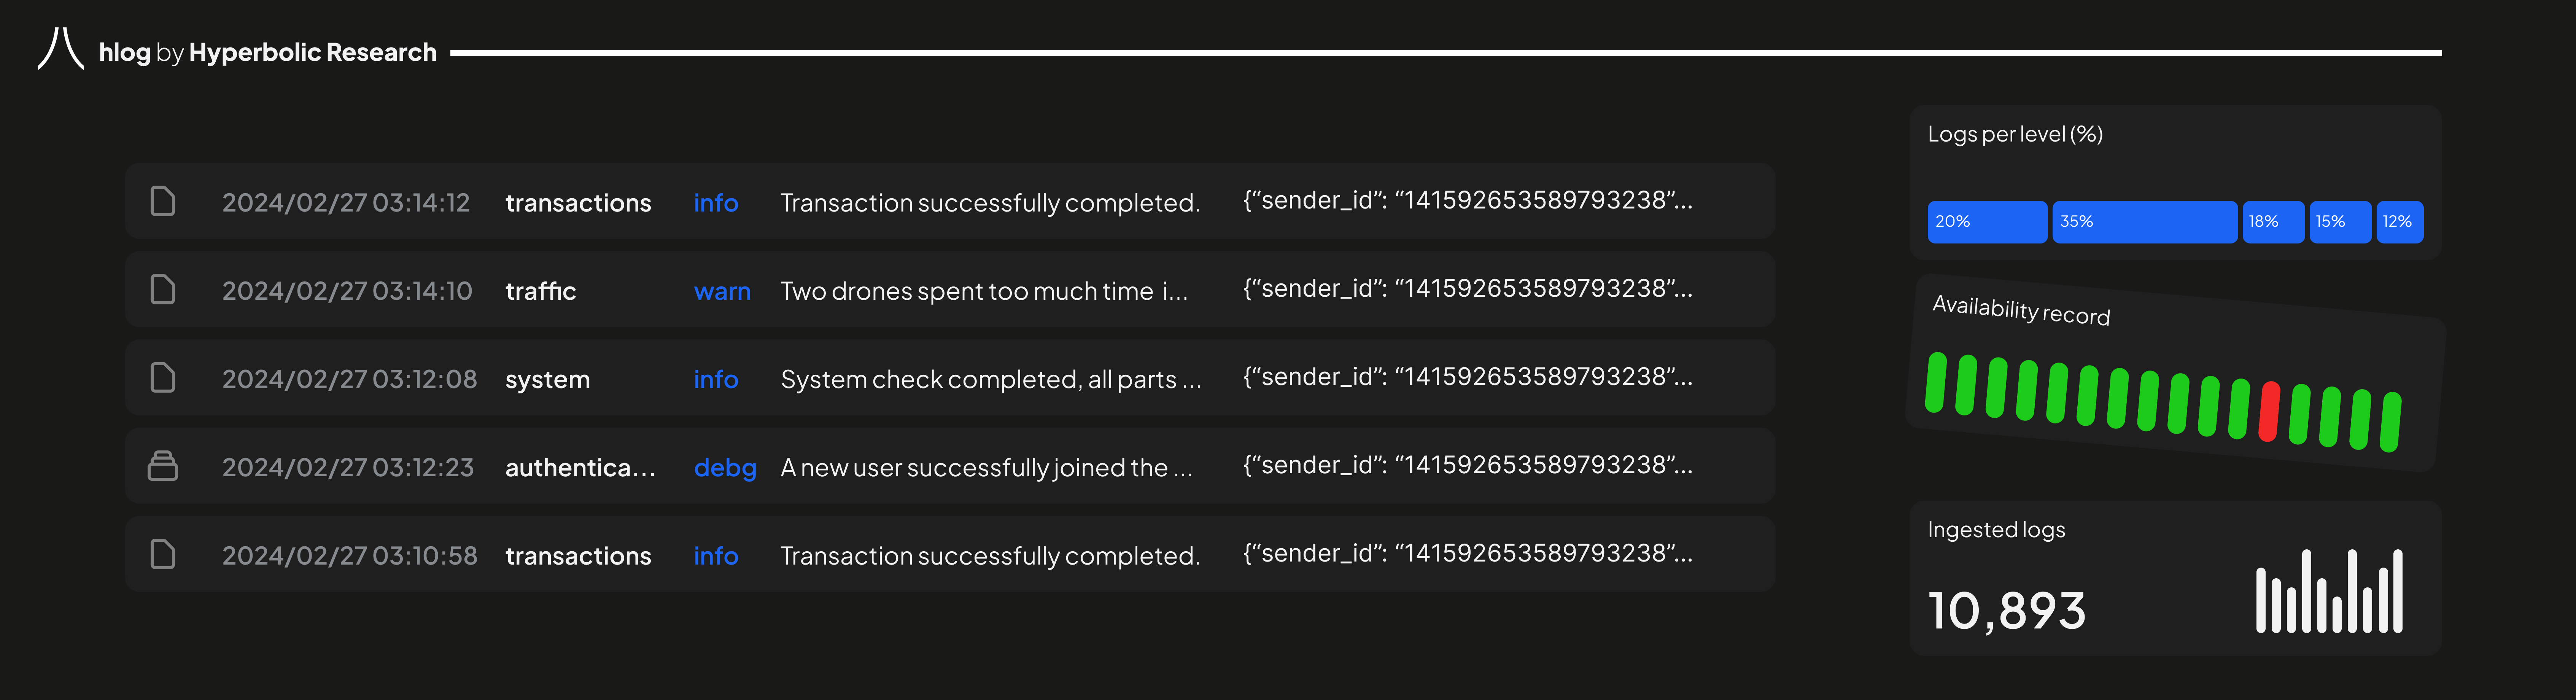 hlog by Hyperbolic Research
2024/02/27 03:14:12 transactions info Transaction successfully completed. {“sender_id”: “141592653589793238”...
2024/02/27 03:14:10 traffic warn Two drones spent too much time i... {“sender_id”: “141592653589793238”...
2024/02/27 03:12:08 system info System check completed, all parts ... {“sender_id”: “141592653589793238”...
2024/02/27 03:12:23 authentica... debg A new user successfully joined the ... {“sender_id”: “141592653589793238”...
2024/02/27 03:10:58 transactions info Transaction successfully completed. {“sender_id”: “141592653589793238”...
Logs per level (%)
20% 35% 18% 15% 12%
Availability record
Ingested logs
10,893